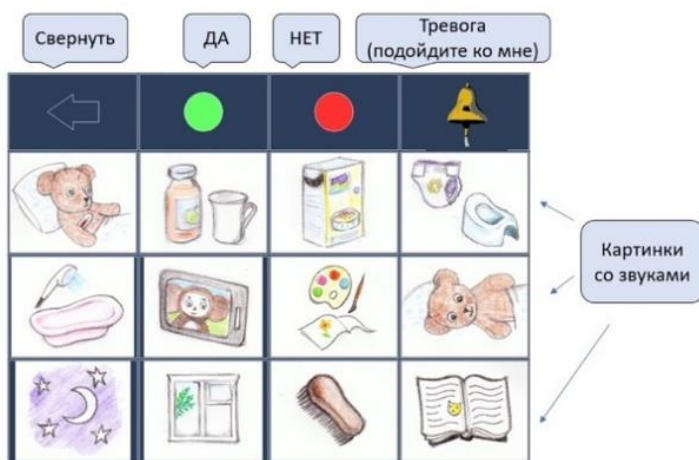 Свернуть
ДА
НЕТ
Тревога
(подойдите ко мне)
Картинки
со звуками